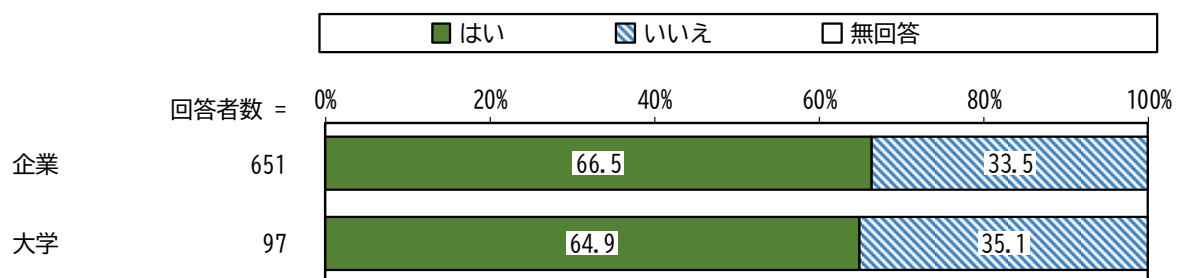 はい いいえ 無回答
回答者数 = 0% 20% 40% 60% 80% 100%
企業 651 66.5 33.5
大学 97 64.9 35.1